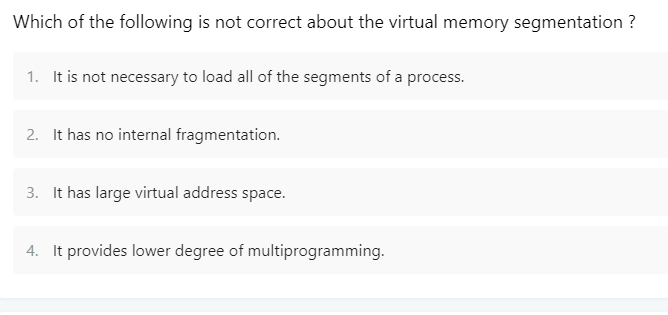 Which of the following is not correct about the virtual memory segmentation ?
1. It is not necessary to load all of the segments of a process.
2. It has no internal fragmentation.
3. It has large virtual address space.
4. It provides lower degree of multiprogramming.